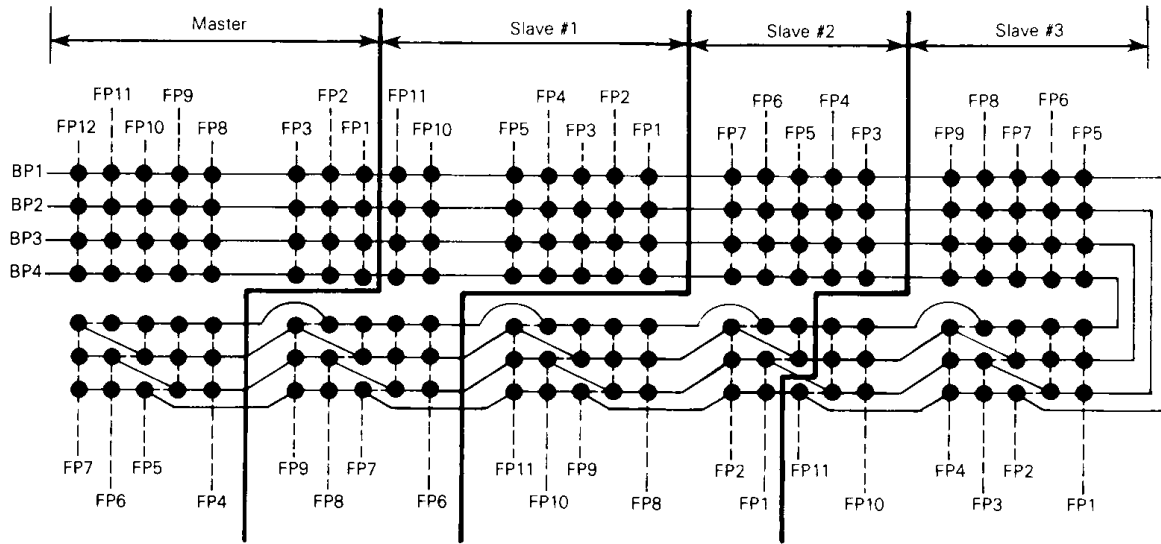 Master Slave #1 Slave #2 Slave #3
FP11 FP9 FP2 FP11 FP4 FP2 FP6 FP4 FP8 FP6
FP12 FP10 FP8 FP3 FP1 FP10 FP5 FP3 FP1 FP7 FP5 FP3 FP9 FP7 FP5
BP1
BP2
BP3
BP4
FP7 FP5 FP9 FP7 FP11 FP9 FP2 FP11 FP4 FP2
FP6 FP4 FP8 FP6 FP10 FP8 FP1 FP10 FP3 FP1